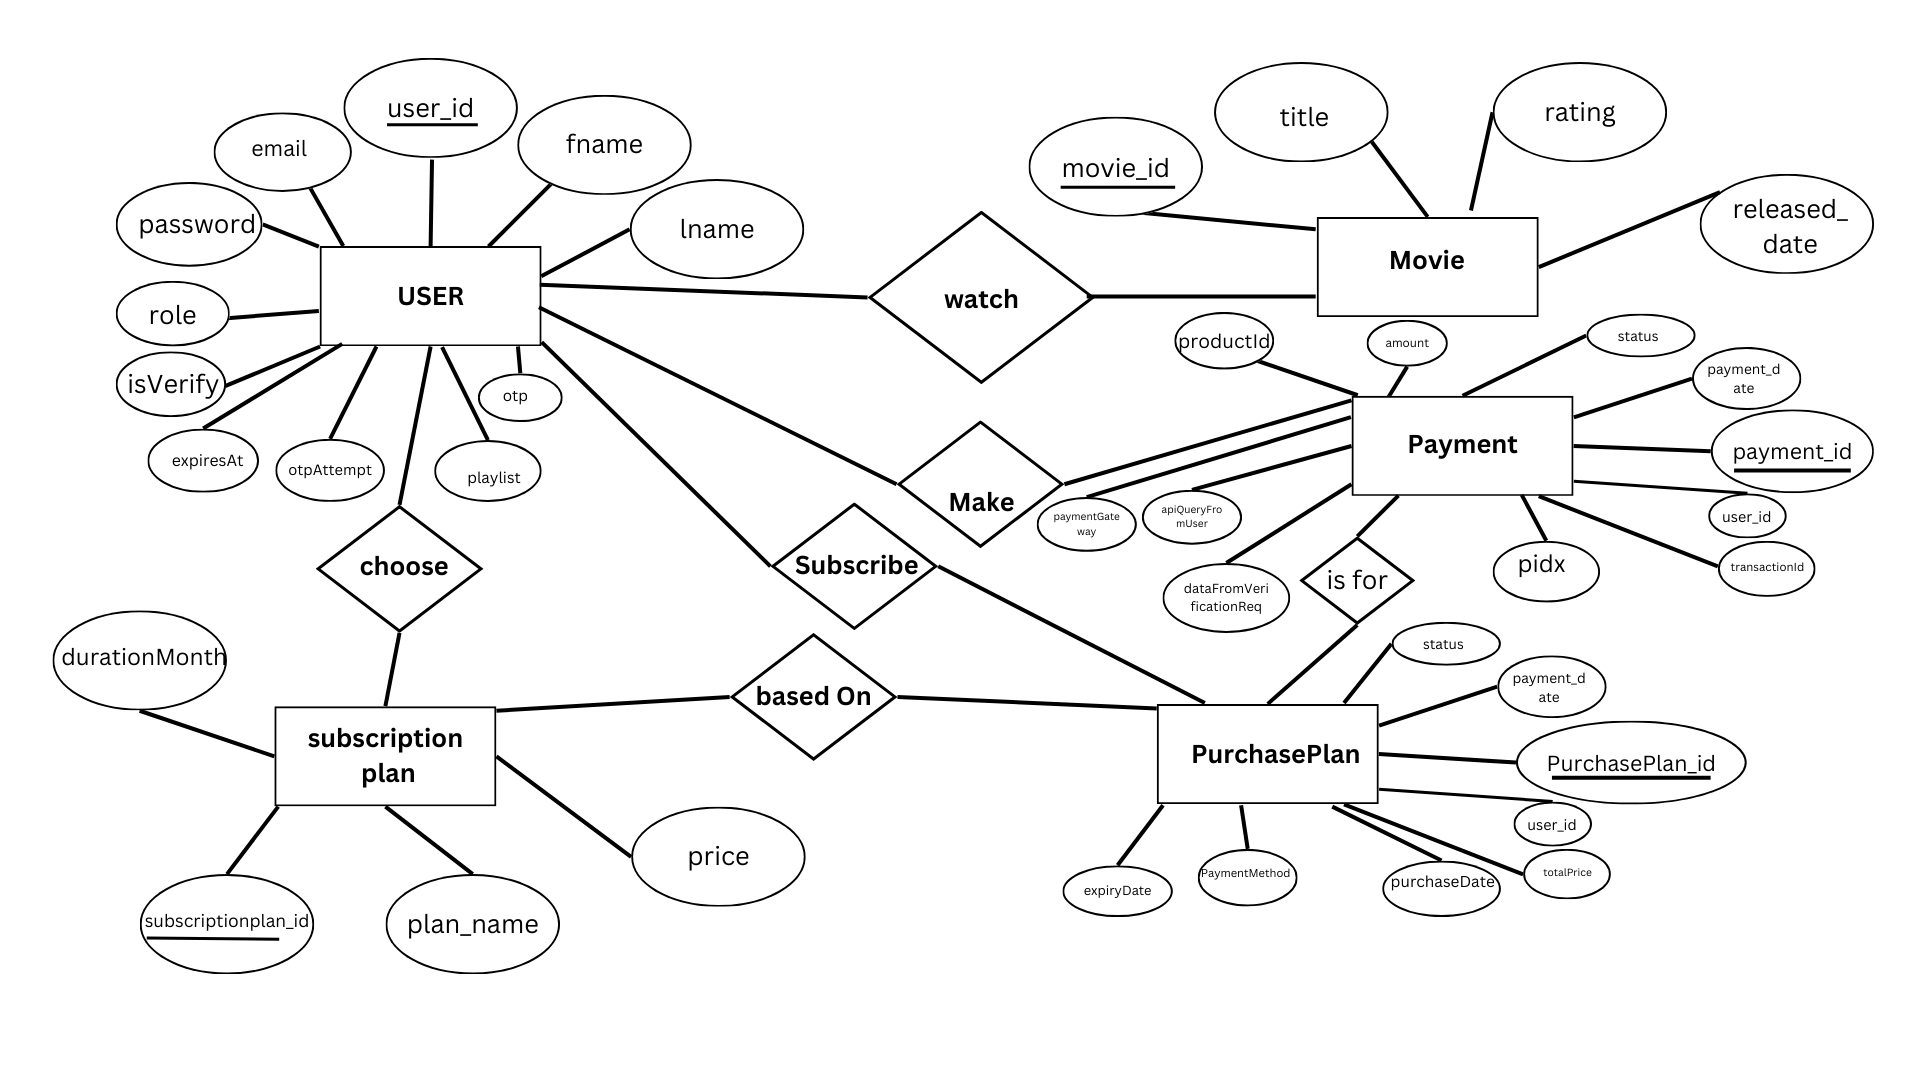 user_id
email
fname
password
lname
role
USER
isVerify
expiresAt
otpAttempt
playlist
otp
watch
movie_id
title
rating
released_
date
Movie
productId
amount
status
payment_d
ate
Payment
payment_id
user_id
transactionId
pidx
Make
paymentGate
way
apiQueryFro
mUser
dataFromVeri
ficationReq
is for
choose
Subscribe
based On
durationMonth
subscription
plan
subscriptionplan_id
plan_name
price
status
payment_d
ate
PurchasePlan
PurchasePlan_id
user_id
totalPrice
purchaseDate
PaymentMethod
expiryDate